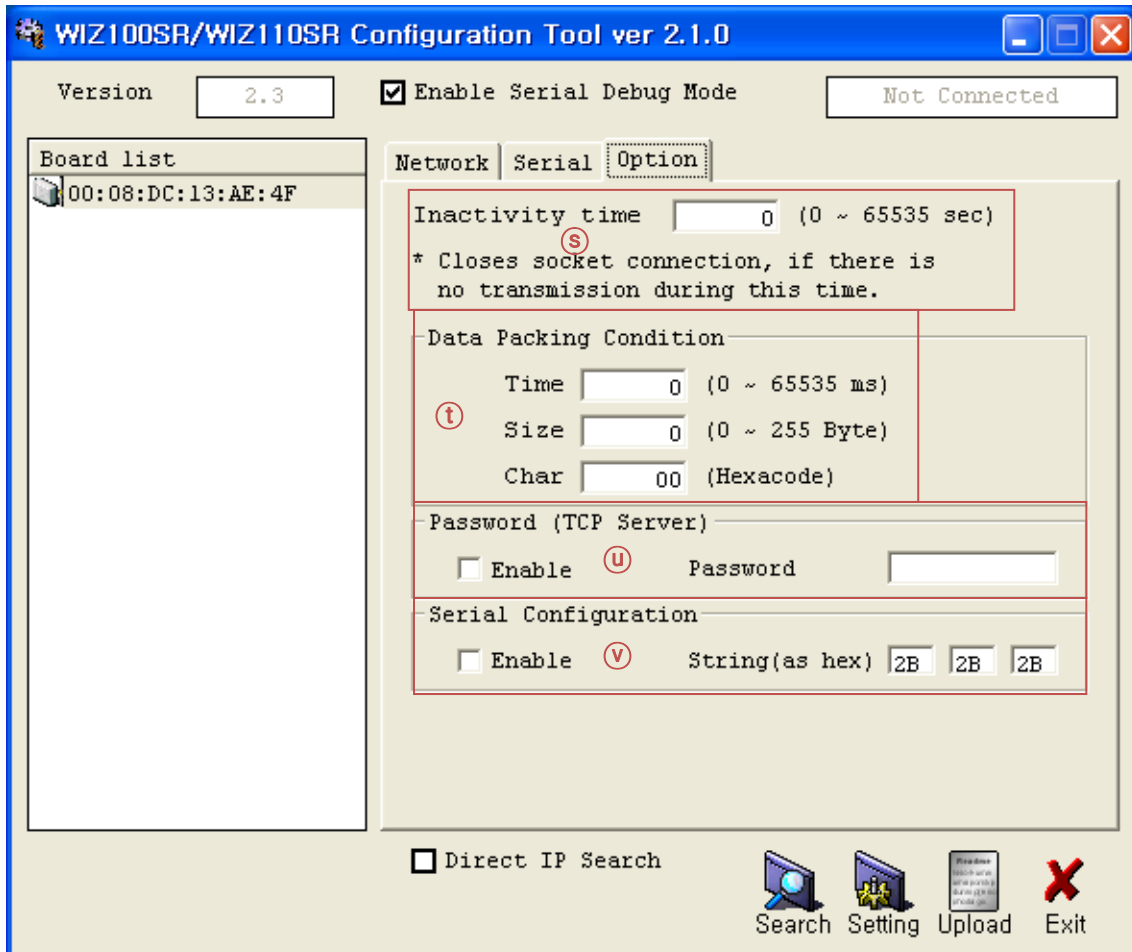 WIZ100SR/WIZ110SR Configuration Tool ver 2.1.0
Version 2.3 Enable Serial Debug Mode Not Connected
Board list
00:08:DC:13:AE:4F
Network Serial Option
Inactivity time 0 (0 ~ 65535 sec)
ⓢ
* Closes socket connection, if there is
no transmission during this time.
Data Packing Condition
Time 0 (0 ~ 65535 ms)
ⓣ
Size 0 (0 ~ 255 Byte)
Char 00 (Hexacode)
Password (TCP Server)
Enable ⓤ Password
Serial Configuration
Enable ⓥ String(as hex) 2B 2B 2B
Direct IP Search
Readme
Search Setting Upload Exit